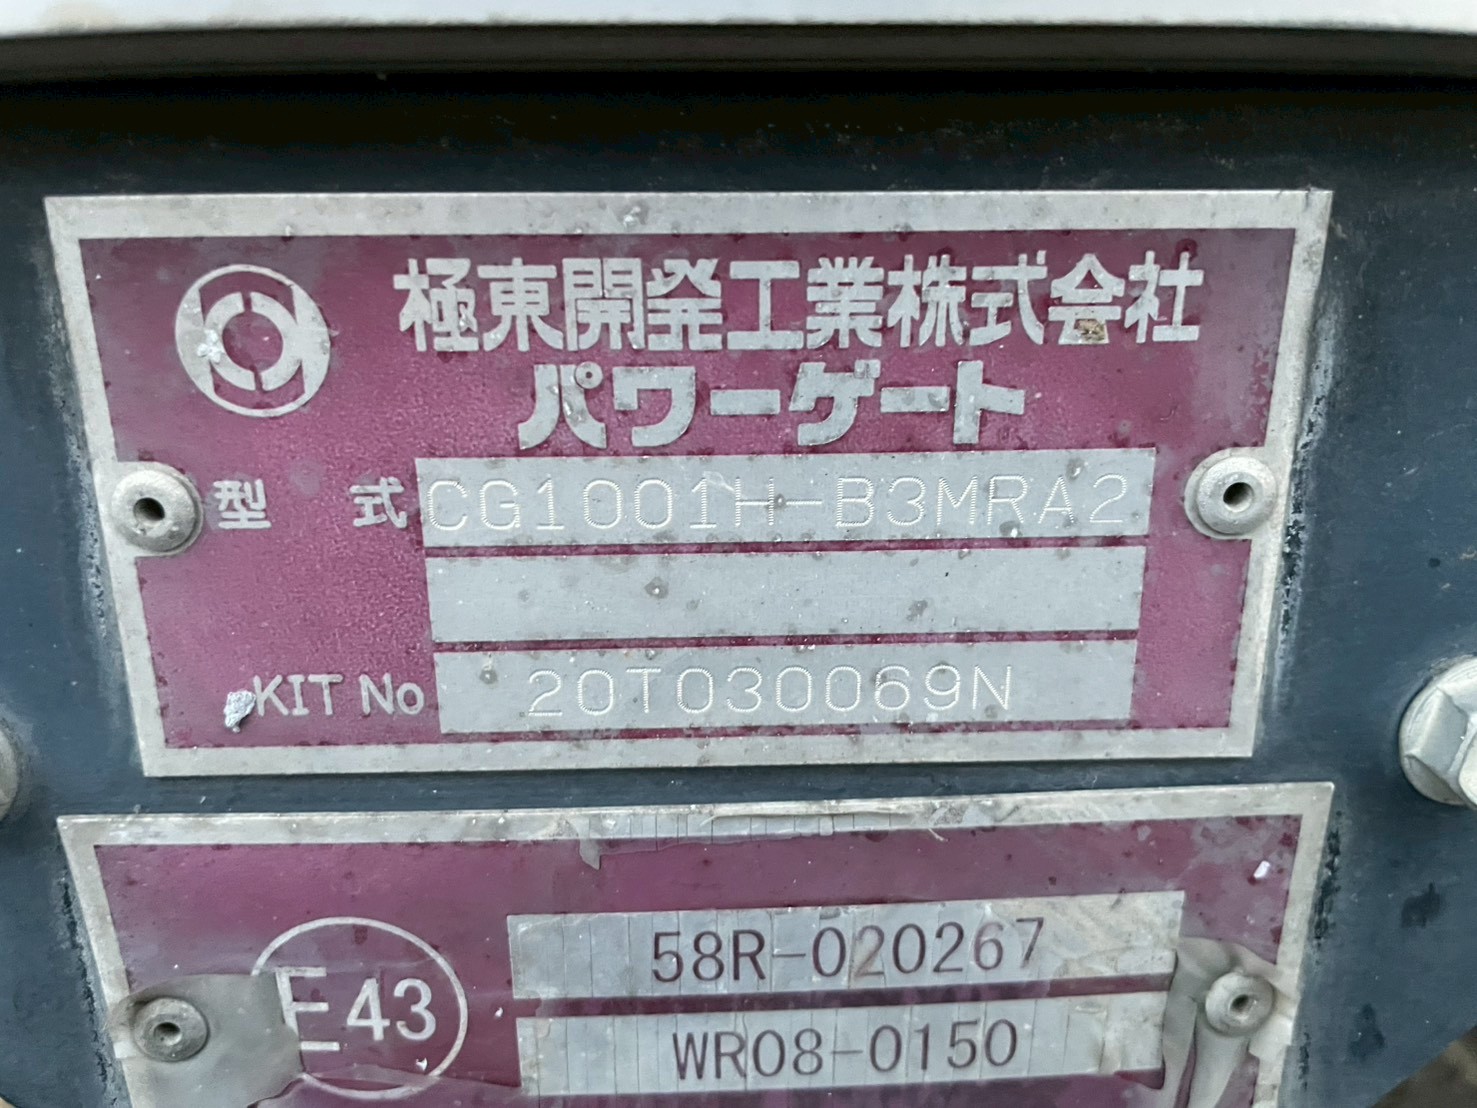 極東開発工業株式会社
パワーゲート
型 式 CG1001H-B3MRA2
KIT No 20T030069N
E43 58R-020267
WR08-0150